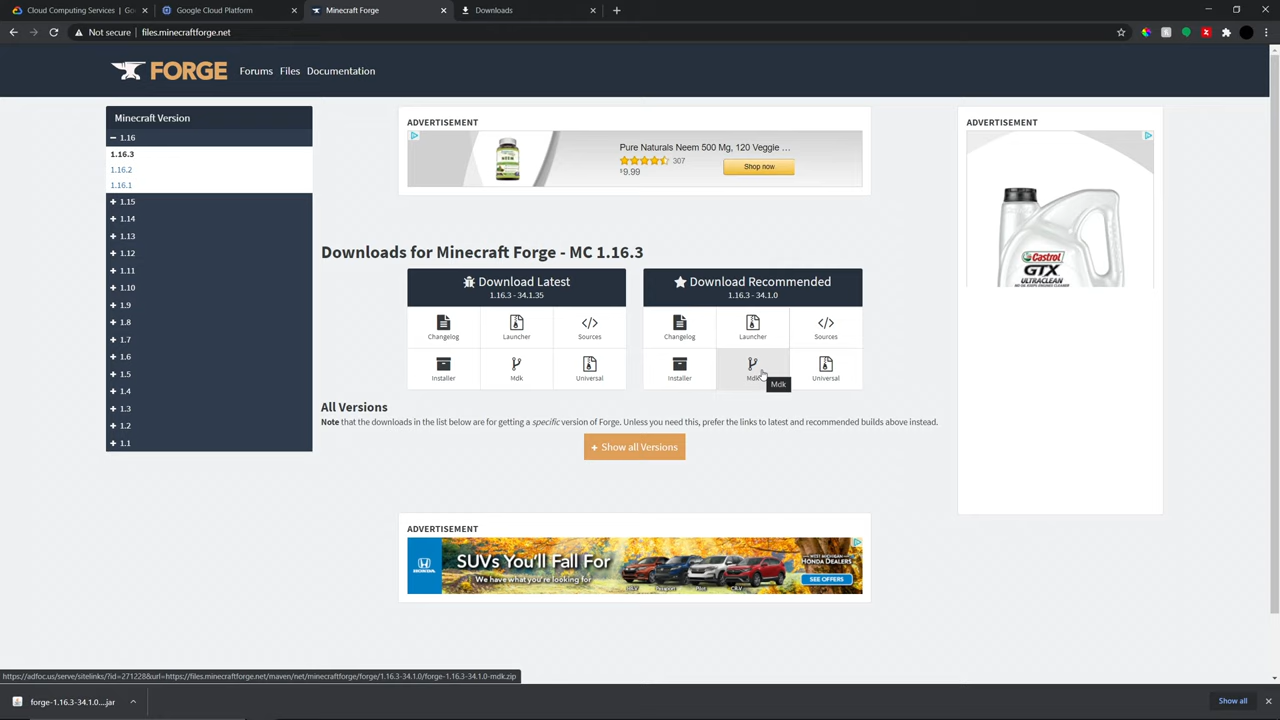 Cloud Computing Services | Go
Google Cloud Platform
Minecraft Forge
Downloads
Not secure
files.minecraftforge.net
FORGE
Forums
Files
Documentation
Minecraft Version
1.16
1.16.3
1.16.2
1.16.1
1.15
1.14
1.13
1.12
1.11
1.10
1.9
1.8
1.7
1.6
1.5
1.4
1.3
1.2
1.1
ADVERTISEMENT
Pure Naturals Neem 500 Mg, 120 Veggie ...
307
$9.99
Shop now
ADVERTISEMENT
Castrol
GTX
ULTRACLEAN
Downloads for Minecraft Forge - MC 1.16.3
Download Latest
1.16.3 - 34.1.35
Changelog
Launcher
Sources
Installer
Mdk
Universal
Download Recommended
1.16.3 - 34.1.0
Changelog
Launcher
Sources
Installer
Mdk
Universal
Mdk
All Versions
Note that the downloads in the list below are for getting a specific version of Forge. Unless you need this, prefer the links to latest and recommended builds above instead.
+ Show all Versions
ADVERTISEMENT
HONDA
SUVs You'll Fall For
We have what you're looking for
WEST MICHIGAN
HONDA DEALERS
SEE OFFERS
https://adfoc.us/serve/sitelinks/?id=271228&url=https://files.minecraftforge.net/maven/net/minecraftforge/forge/1.16.3-34.1.0/forge-1.16.3-34.1.0-mdk.zip
forge-1.16.3-34.1.0....jar
Show all